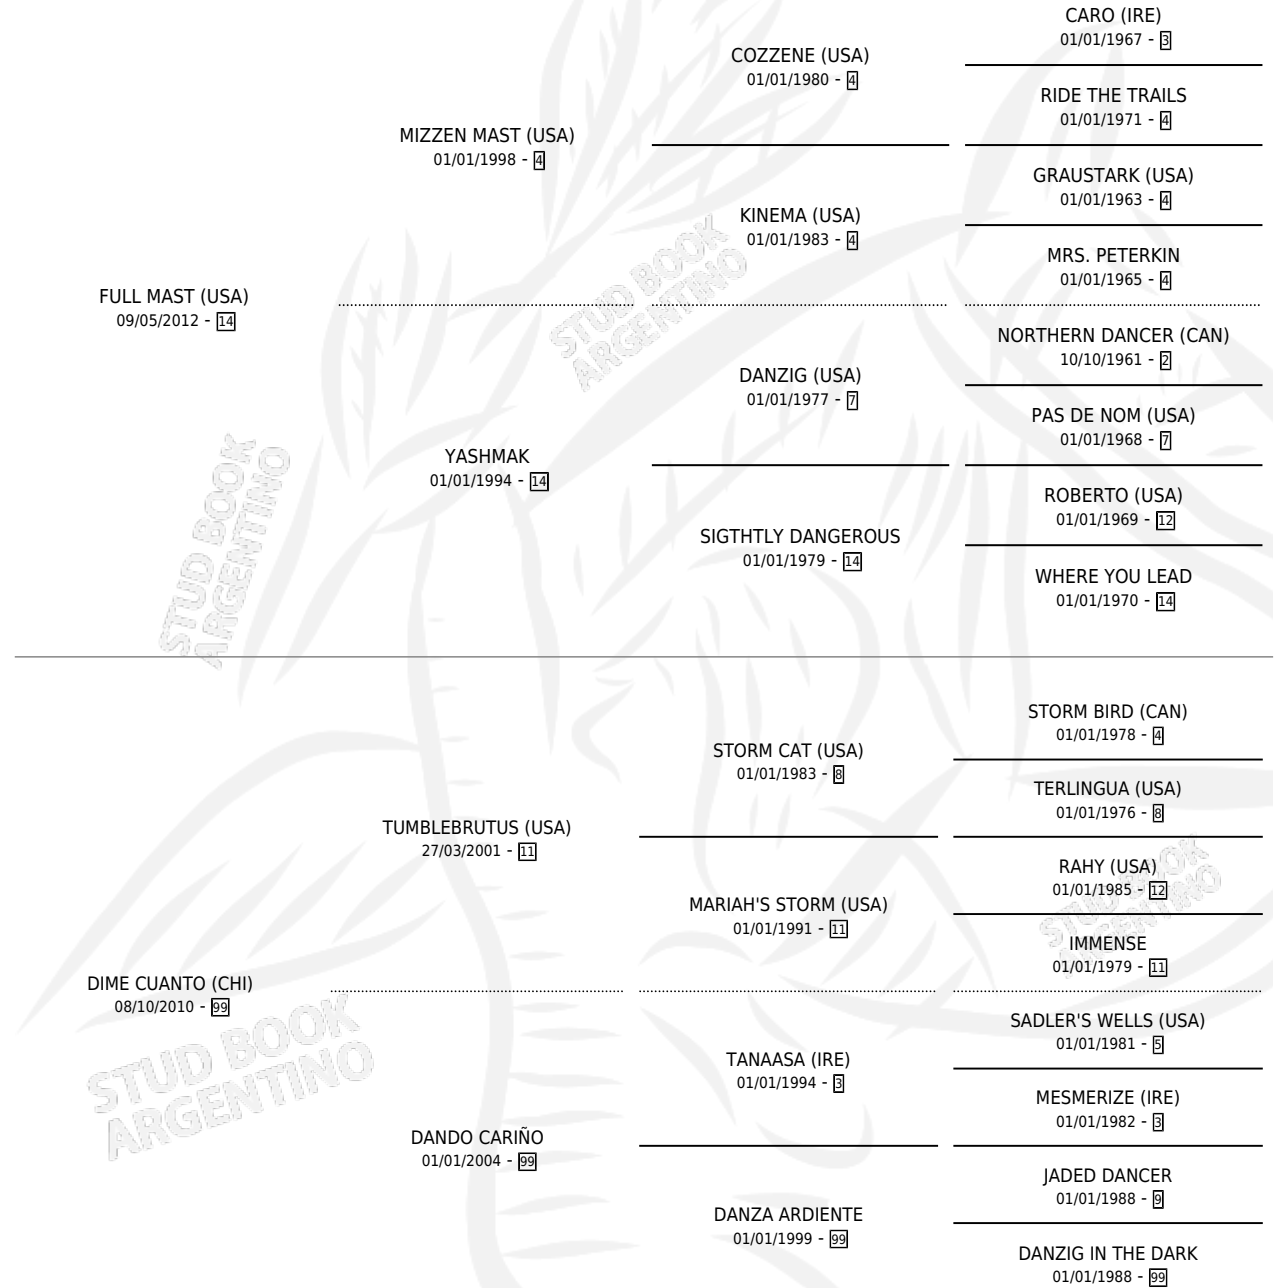 CARO (IRE)
01/01/1967 - 3
COZZENE (USA)
01/01/1980 - 4
RIDE THE TRAILS
01/01/1971 - 4
MIZZEN MAST (USA)
01/01/1998 - 4
GRAUSTARK (USA)
01/01/1963 - 4
KINEMA (USA)
01/01/1983 - 4
MRS. PETERKIN
01/01/1965 - 4
FULL MAST (USA)
09/05/2012 - 14
NORTHERN DANCER (CAN)
10/10/1961 - 2
DANZIG (USA)
01/01/1977 - 7
PAS DE NOM (USA)
01/01/1968 - 7
YASHMAK
01/01/1994 - 14
ROBERTO (USA)
01/01/1969 - 12
SIGTHTLY DANGEROUS
01/01/1979 - 14
WHERE YOU LEAD
01/01/1970 - 14
STORM BIRD (CAN)
01/01/1978 - 4
STORM CAT (USA)
01/01/1983 - 8
TERLINGUA (USA)
01/01/1976 - 8
TUMBLEBRUTUS (USA)
27/03/2001 - 11
RAHY (USA)
01/01/1985 - 12
MARIAH'S STORM (USA)
01/01/1991 - 11
IMMENSE
01/01/1979 - 11
DIME CUANTO (CHI)
08/10/2010 - 99
SADLER'S WELLS (USA)
01/01/1981 - 5
TANAASA (IRE)
01/01/1994 - 3
MESMERIZE (IRE)
01/01/1982 - 3
DANDO CARIÑO
01/01/2004 - 99
JADED DANCER
01/01/1988 - 9
DANZA ARDIENTE
01/01/1999 - 99
DANZIG IN THE DARK
01/01/1988 - 99
STUD BOOK
ARGENTINO
STUD BOOK
ARGENTINO
STUD BOOK
ARGENTINO
STUD BOOK
ARGENTINO